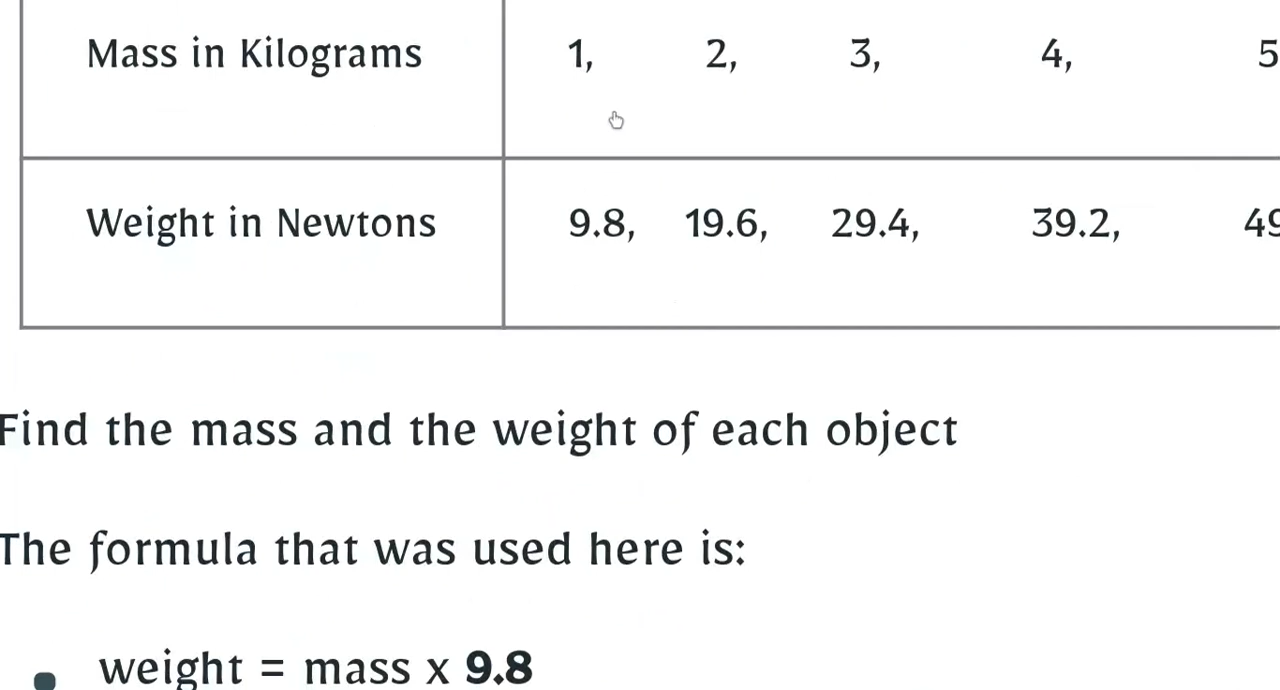 Mass in Kilograms 1, 2, 3, 4, 5
Weight in Newtons 9.8, 19.6, 29.4, 39.2, 49
Find the mass and the weight of each object
The formula that was used here is:
• weight = mass x 9.8